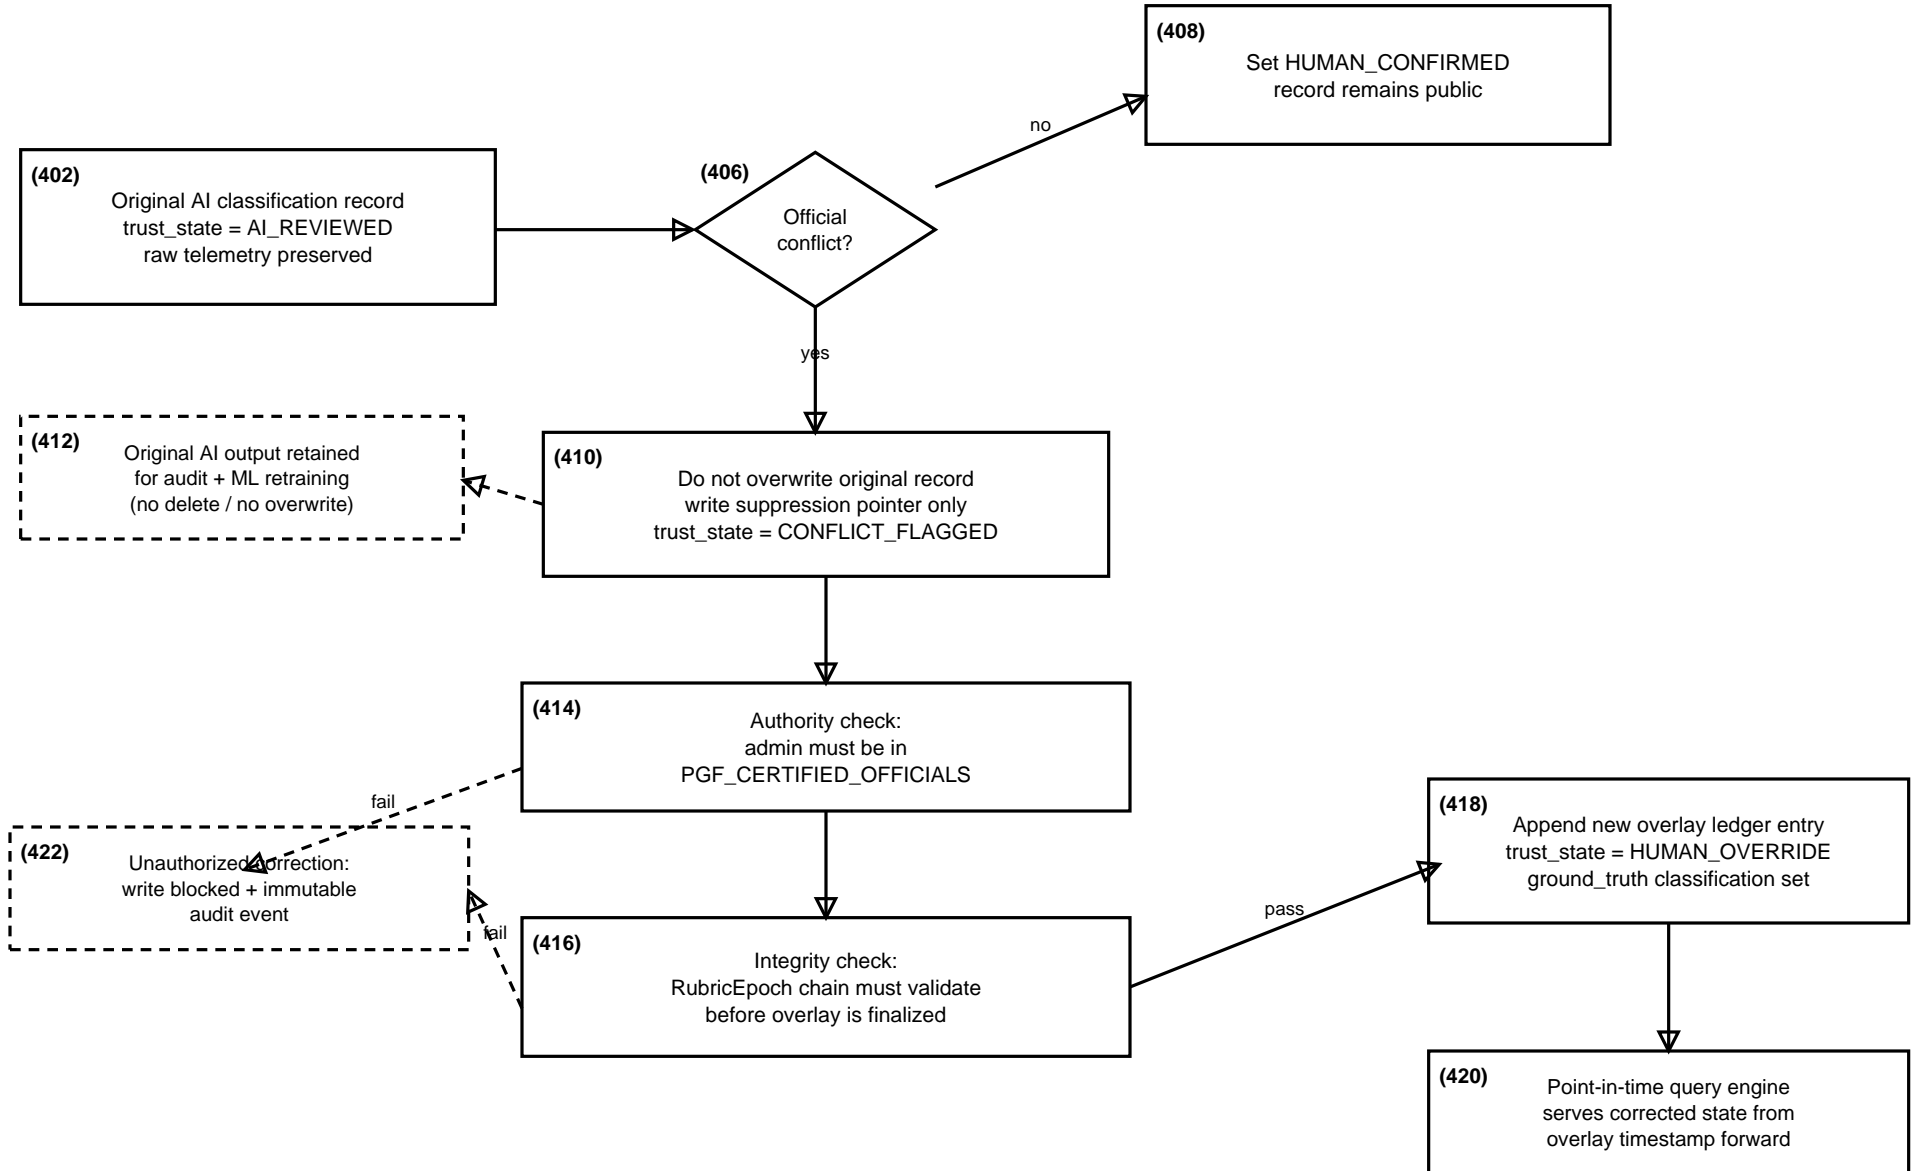 (408)
Set HUMAN_CONFIRMED
record remains public
no
(402)
Original AI classification record
trust_state = AI_REVIEWED
raw telemetry preserved
(406)
Official
conflict?
yes
(412)
Original AI output retained
for audit + ML retraining
(no delete / no overwrite)
(410)
Do not overwrite original record
write suppression pointer only
trust_state = CONFLICT_FLAGGED
(414)
Authority check:
admin must be in
PGF_CERTIFIED_OFFICIALS
fail
(422)
Unauthorized correction:
write blocked + immutable
audit event
fail
(416)
Integrity check:
RubricEpoch chain must validate
before overlay is finalized
pass
(418)
Append new overlay ledger entry
trust_state = HUMAN_OVERRIDE
ground_truth classification set
(420)
Point-in-time query engine
serves corrected state from
overlay timestamp forward